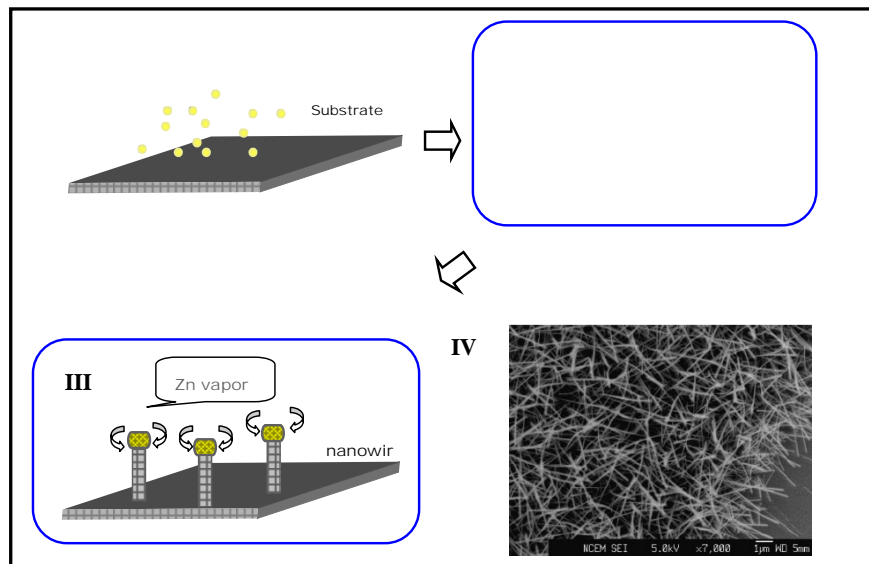 Substrate
III
Zn vapor
nanowir
IV
NCEM SEI 5.0kV ×7,000 1μm WD 5mm